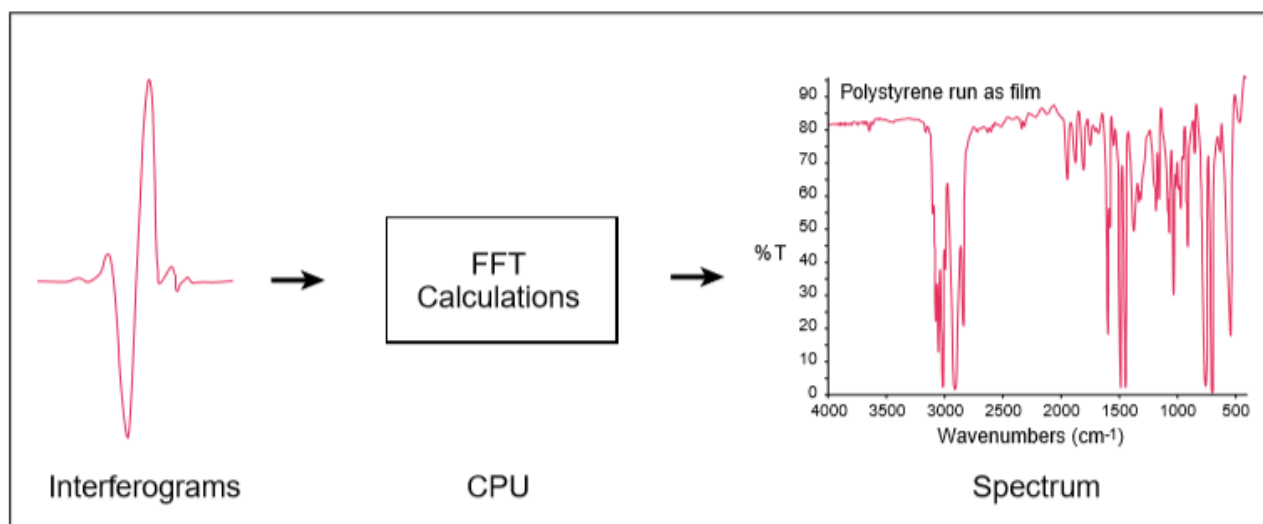 Polystyrene run as film
90
80
70
60
50
%T
40
30
20
10
0
4000 3500 3000 2500 2000 1500 1000 500
Wavenumbers (cm-1)
FFT
Calculations
Interferograms
CPU
Spectrum